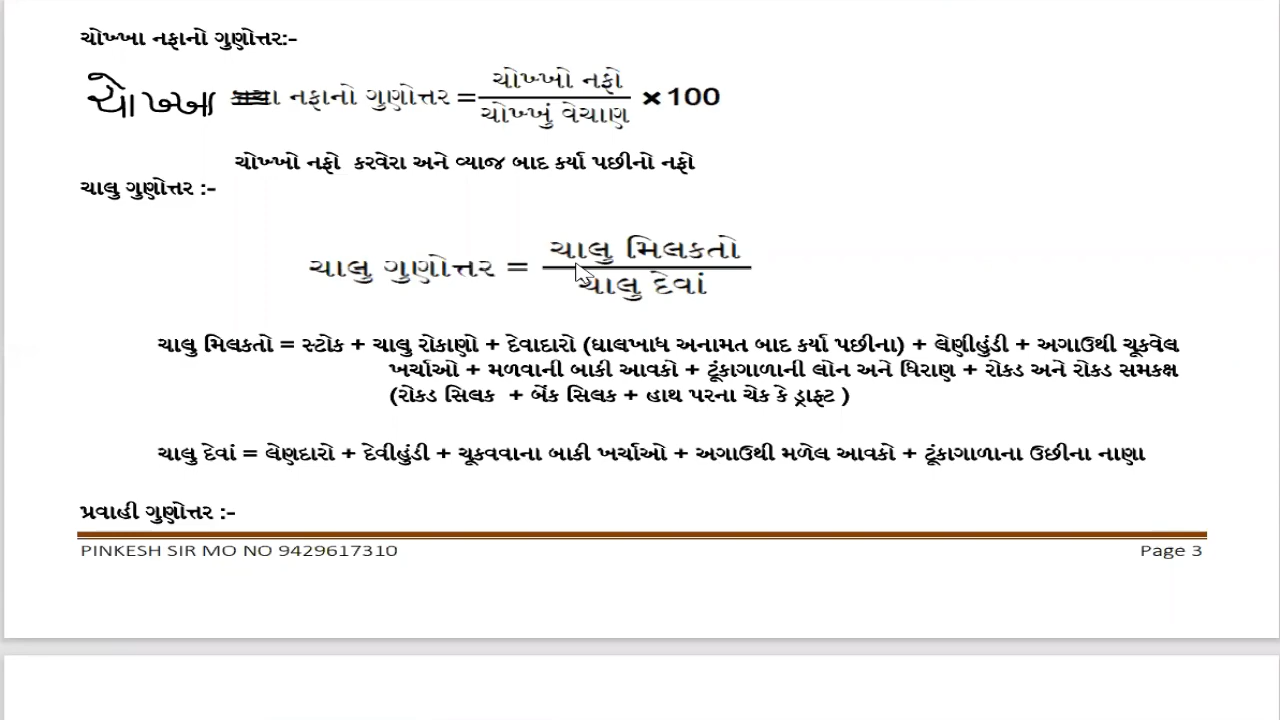 ચોખ્ખા નફાનો ગુણોત્તર:-
ચોખ્ખા નફાનો ગુણોત્તર = ચોખ્ખો નફો / ચોખ્ખું વેચાણ × 100
ચોખ્ખો નફો કરવેરા અને વ્યાજ બાદ કર્યા પછીનો નફો
ચાલુ ગુણોત્તર :-
ચાલુ ગુણોત્તર = ચાલુ મિલકતો / ચાલુ દેવાં
ચાલુ મિલકતો = સ્ટોક + ચાલુ રોકાણો + દેવાદારો (ઘાલખાધ અનામત બાદ કર્યા પછીના) + લેણીહુંડી + અગાઉથી ચૂકવેલ
ખર્ચાઓ + મળવાની બાકી આવકો + ટૂંકાગાળાની લોન અને ધિરાણ + રોકડ અને રોકડ સમકક્ષ
(રોકડ સિલક + બેંક સિલક + હાથ પરના ચેક કે ડ્રાફ્ટ )
ચાલુ દેવાં = લેણદારો + દેવીહુંડી + ચૂકવવાના બાકી ખર્ચાઓ + અગાઉથી મળેલ આવકો + ટૂંકાગાળાના ઉછીના નાણા
પ્રવાહી ગુણોત્તર :-
PINKESH SIR MO NO 9429617310
Page 3